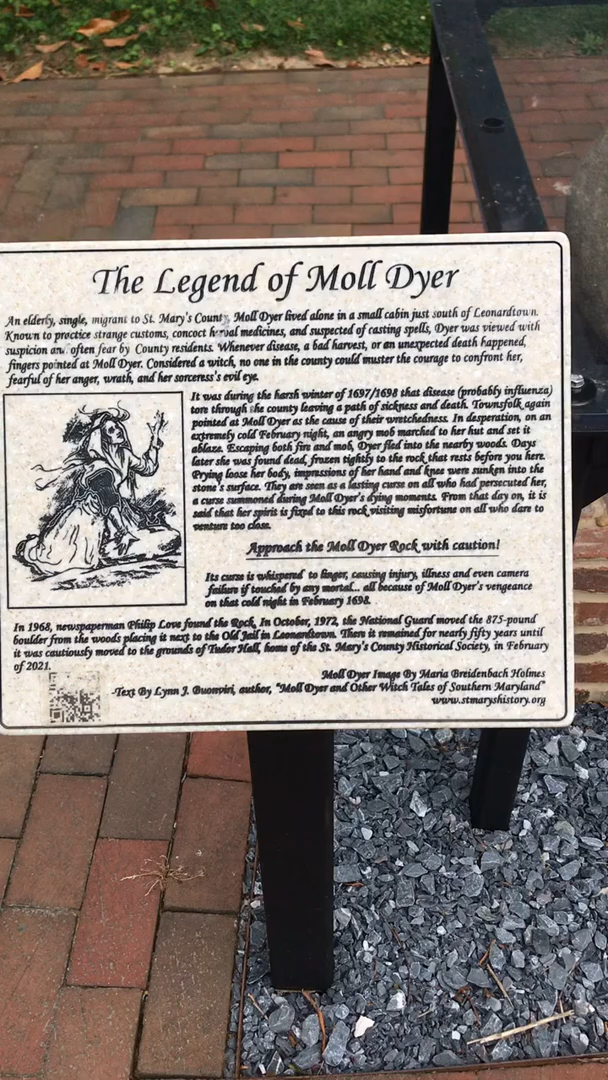 The Legend of Moll Dyer
An elderly, single, migrant to St. Mary's County, Moll Dyer lived alone in a small cabin just south of Leonardtown.
Known to practice strange customs, concoct herbal medicines, and suspected of casting spells, Dyer was viewed with
suspicion and often fear by County residents. Whenever disease, a bad harvest, or an unexpected death happened,
fingers pointed at Moll Dyer. Considered a witch, no one in the county could muster the courage to confront her,
fearful of her anger, wrath, and her sorceress's evil eye.
It was during the harsh winter of 1697/1698 that disease (probably influenza)
tore through the county leaving a path of sickness and death. Townsfolk again
pointed at Moll Dyer as the cause of their wretchedness. In desperation, on an
extremely cold February night, an angry mob marched to her hut and set it
ablaze. Escaping both fire and mob, Dyer fled into the nearby woods. Days
later she was found dead, frozen tightly to the rock that rests before you here.
Prying loose her body, impressions of her hand and knee were sunken into the
stone's surface. They are seen as a lasting curse on all who had persecuted her,
a curse summoned during Moll Dyer's dying moments. From that day on, it is
said that her spirit is fixed to this rock visiting misfortune on all who dare to
venture too close.
Approach the Moll Dyer Rock with caution!
Its curse is whispered to linger, causing injury, illness and even camera
failure if touched by any mortal... all because of Moll Dyer's vengeance
on that cold night in February 1698.
In 1968, newspaperman Philip Love found the Rock. In October, 1972, the National Guard moved the 875-pound
boulder from the woods placing it next to the Old Jail in Leonardtown. There it remained for nearly fifty years until
it was cautiously moved to the grounds of Tudor Hall, home of the St. Mary's County Historical Society, in February
of 2021.
Moll Dyer Image By Maria Breidenbach Holmes
-Text By Lynn J. Buonviri, author, "Moll Dyer and Other Witch Tales of Southern Maryland"
www.stmaryshistory.org